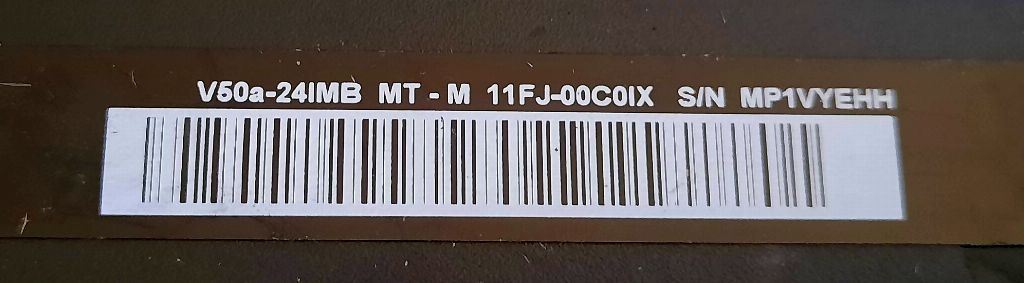 V50a-24IMB MT-M 11FJ-00C0IX S/N MP1VYEHH